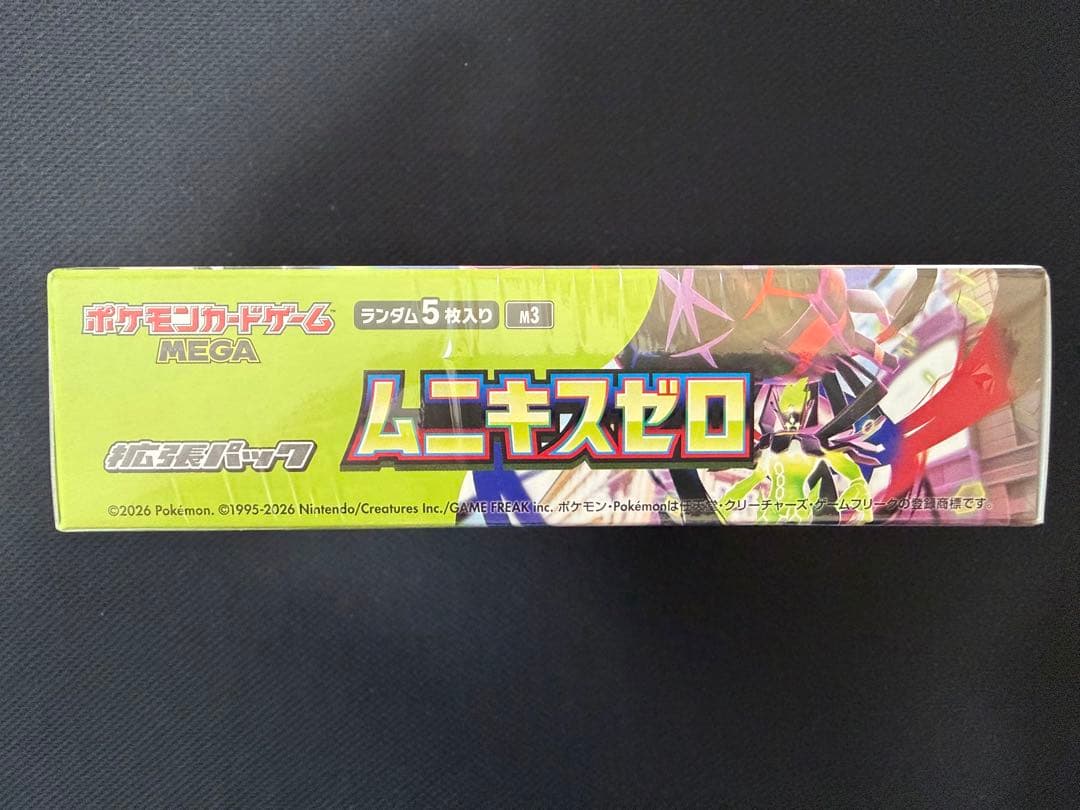 ポケモンカードゲーム™
MEGA
ランダム5枚入り
M3
ムニキスゼロ
拡張パック
©2026 Pokémon. ©1995-2026 Nintendo/Creatures Inc./GAME FREAK inc. ポケモン・Pokémonは任天堂・クリーチャーズ・ゲームフリークの登録商標です。